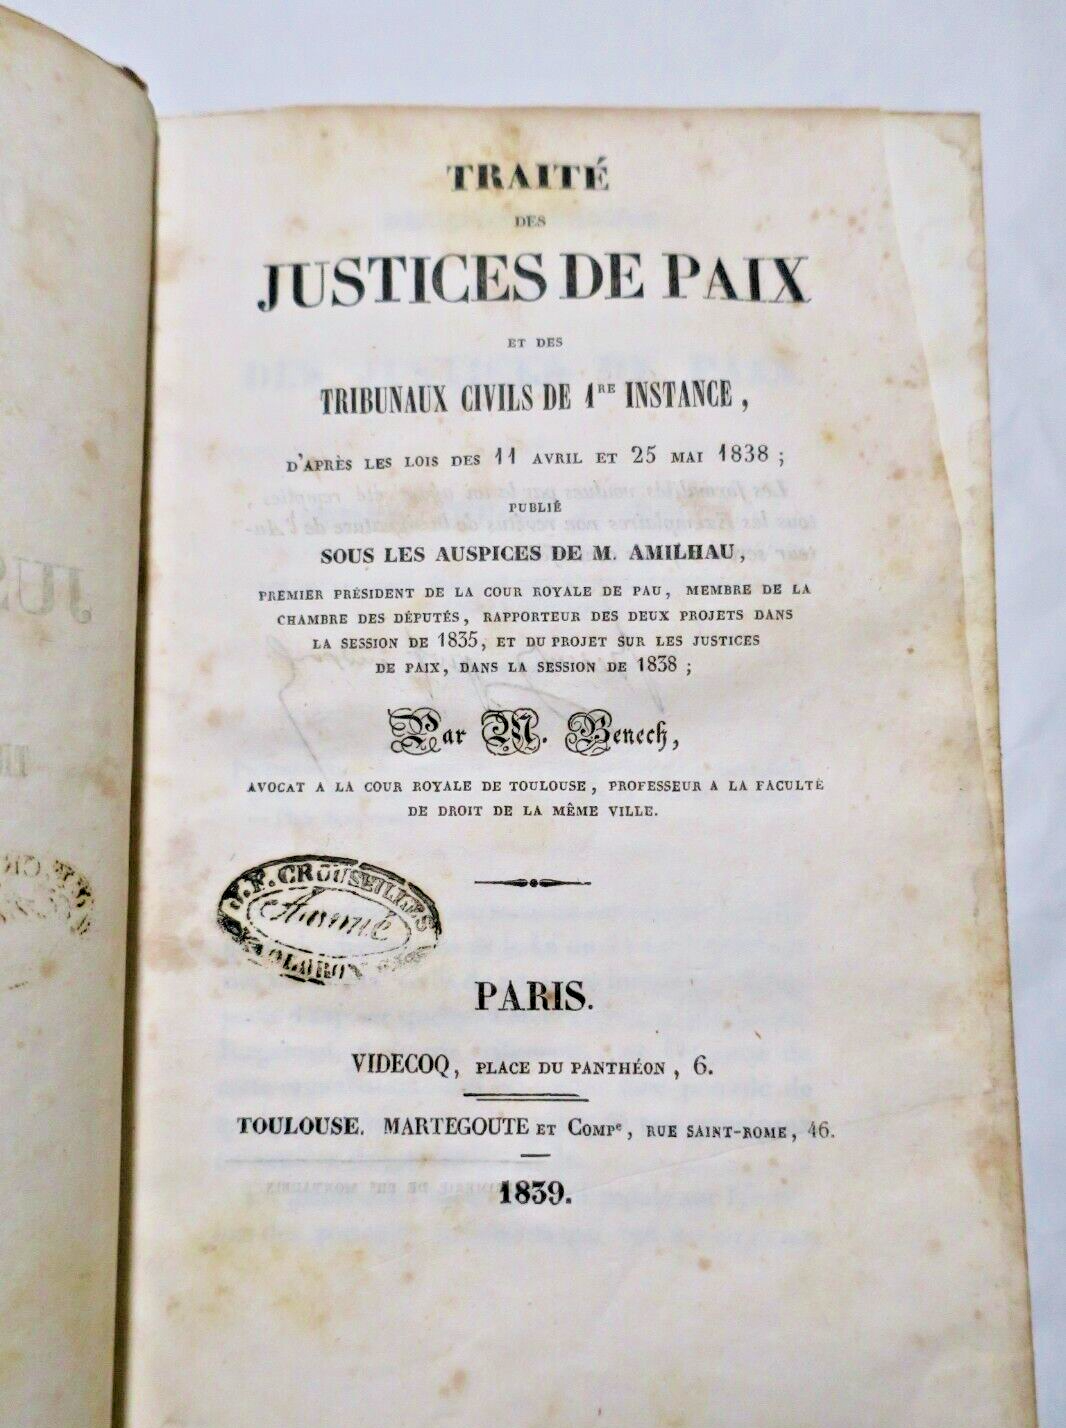 TRAITÉ
DES
JUSTICES DE PAIX
ET DES
TRIBUNAUX CIVILS DE 1RE INSTANCE,
D'APRÈS LES LOIS DES 11 AVRIL ET 25 MAI 1838 ;
PUBLIÉ
SOUS LES AUSPICES DE M. AMILHAU,
PREMIER PRÉSIDENT DE LA COUR ROYALE DE PAU, MEMBRE DE LA
CHAMBRE DES DÉPUTÉS, RAPPORTEUR DES DEUX PROJETS DANS
LA SESSION DE 1835, ET DU PROJET SUR LES JUSTICES
DE PAIX, DANS LA SESSION DE 1838 ;
Par M. Benech,
AVOCAT A LA COUR ROYALE DE TOULOUSE, PROFESSEUR A LA FACULTÉ
DE DROIT DE LA MÊME VILLE.
J.F. CROUSEILLES
PARIS.
VIDECOQ, PLACE DU PANTHÉON, 6.
TOULOUSE. MARTEGOUTE ET Compe, RUE SAINT-ROME, 46.
1839.